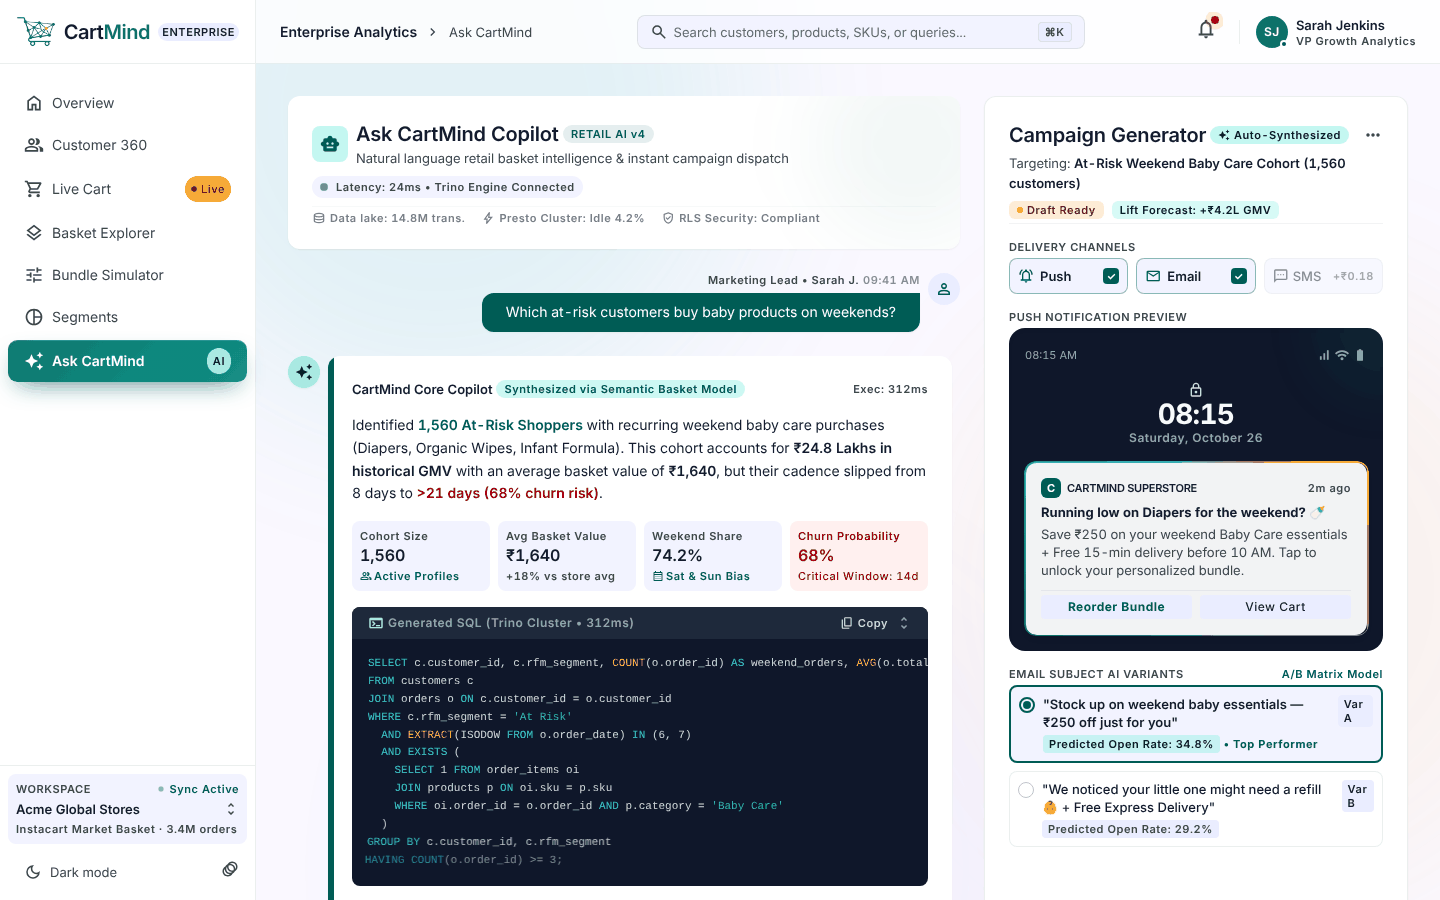 CartMind ENTERPRISE
Enterprise Analytics > Ask CartMind
Search customers, products, SKUs, or queries... ⌘K
SJ
Sarah Jenkins
VP Growth Analytics
Overview
Customer 360
Live Cart
• Live
Basket Explorer
Bundle Simulator
Segments
Ask CartMind AI
WORKSPACE
Sync Active
Acme Global Stores
Instacart Market Basket · 3.4M orders
Dark mode
Ask CartMind Copilot RETAIL AI v4
Natural language retail basket intelligence & instant campaign dispatch
Latency: 24ms • Trino Engine Connected
Data lake: 14.8M trans.
Presto Cluster: Idle 4.2%
RLS Security: Compliant
Marketing Lead • Sarah J. 09:41 AM
Which at-risk customers buy baby products on weekends?
CartMind Core Copilot Synthesized via Semantic Basket Model Exec: 312ms
Identified 1,560 At-Risk Shoppers with recurring weekend baby care purchases
(Diapers, Organic Wipes, Infant Formula). This cohort accounts for ₹24.8 Lakhs in
historical GMV with an average basket value of ₹1,640, but their cadence slipped from
8 days to >21 days (68% churn risk).
Cohort Size
1,560
Active Profiles
Avg Basket Value
₹1,640
+18% vs store avg
Weekend Share
74.2%
Sat & Sun Bias
Churn Probability
68%
Critical Window: 14d
Generated SQL (Trino Cluster • 312ms) Copy
SELECT c.customer_id, c.rfm_segment, COUNT(o.order_id) AS weekend_orders, AVG(o.total
FROM customers c
JOIN orders o ON c.customer_id = o.customer_id
WHERE c.rfm_segment = 'At Risk'
AND EXTRACT(ISODOW FROM o.order_date) IN (6, 7)
AND EXISTS (
SELECT 1 FROM order_items oi
JOIN products p ON oi.sku = p.sku
WHERE oi.order_id = o.order_id AND p.category = 'Baby Care'
)
GROUP BY c.customer_id, c.rfm_segment
HAVING COUNT(o.order_id) >= 3;
Campaign Generator Auto-Synthesized
Targeting: At-Risk Weekend Baby Care Cohort (1,560
customers)
Draft Ready
Lift Forecast: +₹4.2L GMV
DELIVERY CHANNELS
Push
Email
SMS +₹0.18
PUSH NOTIFICATION PREVIEW
08:15 AM
08:15
Saturday, October 26
C CARTMIND SUPERSTORE 2m ago
Running low on Diapers for the weekend? 🍼
Save ₹250 on your weekend Baby Care essentials
+ Free 15-min delivery before 10 AM. Tap to
unlock your personalized bundle.
Reorder Bundle
View Cart
EMAIL SUBJECT AI VARIANTS A/B Matrix Model
"Stock up on weekend baby essentials —
₹250 off just for you"
Var
A
Predicted Open Rate: 34.8% • Top Performer
"We noticed your little one might need a refill
👶 + Free Express Delivery"
Var
B
Predicted Open Rate: 29.2%